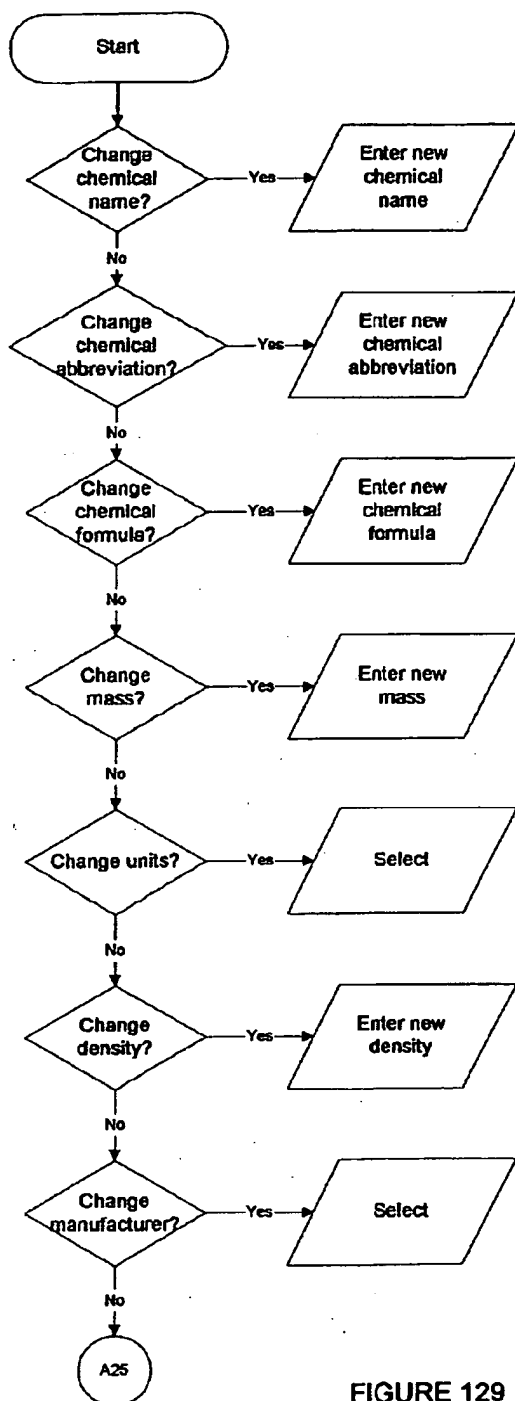 Start
Change
chemical
name?
Yes
Enter new
chemical
name
No
Change
chemical
abbreviation?
Yes
Enter new
chemical
abbreviation
No
Change
chemical
formula?
Yes
Enter new
chemical
formula
No
Change
mass?
Yes
Enter new
mass
No
Change units?
Yes
Select
No
Change
density?
Yes
Enter new
density
No
Change
manufacturer?
Yes
Select
No
A25
FIGURE 129